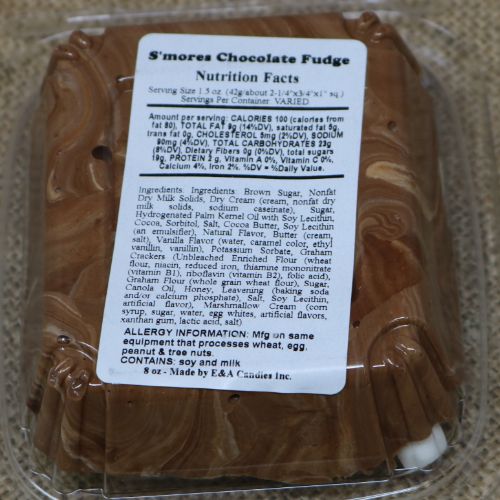 S'mores Chocolate Fudge
Nutrition Facts
Serving Size 1.5 oz. (42g/about 2-1/4"x3/4"x1" sq.)
Servings Per Container VARIED
Amount per serving: CALORIES 100 (calories from
fat 80), TOTAL FAT 9g (14%DV), saturated fat 5g,
trans fat 0g, CHOLESTEROL 5mg (2%DV), SODIUM
90mg (4%DV), TOTAL CARBOHYDRATES 23g
(8%DV), Dietary Fibers 0g (0%DV), total sugars
19g, PROTEIN 2 g, Vitamin A 0%, Vitamin C 0%,
Calcium 4%, Iron 2%. %DV = %Daily Value.
Ingredients: Ingredients: Brown Sugar, Nonfat
Dry Milk Solids, Dry Cream (cream, nonfat dry
milk solids, sodium caseinate), Sugar,
Hydrogenated Palm Kernel Oil with Soy Lecithin,
Cocoa, Sorbitol, Salt, Cocoa Butter, Soy Lecithin
(an emulsifier), Natural Flavor, Butter (cream,
salt), Vanilla Flavor (water, caramel color, ethyl
vanillin, vanillin), Potassium Sorbate, Graham
Crackers (Unbleached Enriched Flour (wheat
flour, niacin, reduced iron, thiamine mononitrate
(vitamin B1), riboflavin (vitamin B2), folic acid),
Graham Flour (whole grain wheat flour), Sugar,
Canola Oil, Honey, Leavening (baking soda
and/or calcium phosphate), Salt, Soy Lecithin,
artificial flavor), Marshmallow Cream (corn
syrup, sugar, water, egg whites, artificial flavors,
xanthan gum, lactic acid, salt)
ALLERGY INFORMATION: Mfg on same
equipment that processes wheat, egg,
peanut & tree nuts.
CONTAINS: soy and milk
8 oz - Made by E&A Candies Inc.